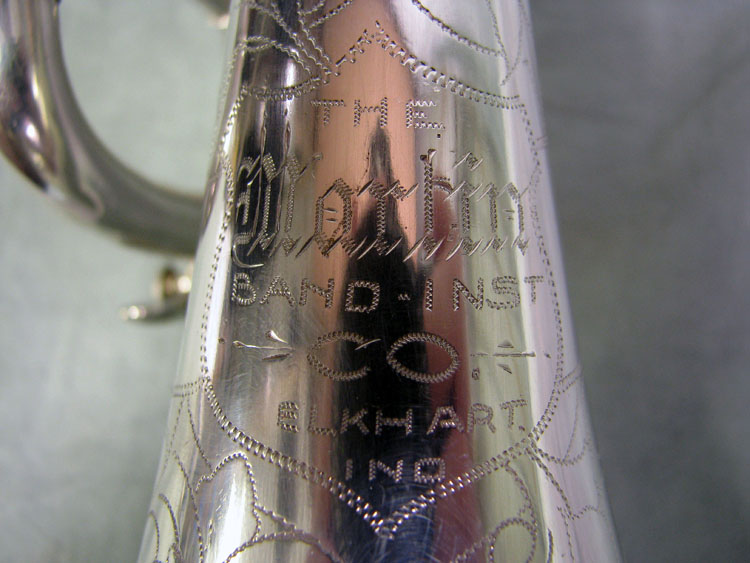 THE
Martin
BAND-INST
CO.
ELKHART.
IND